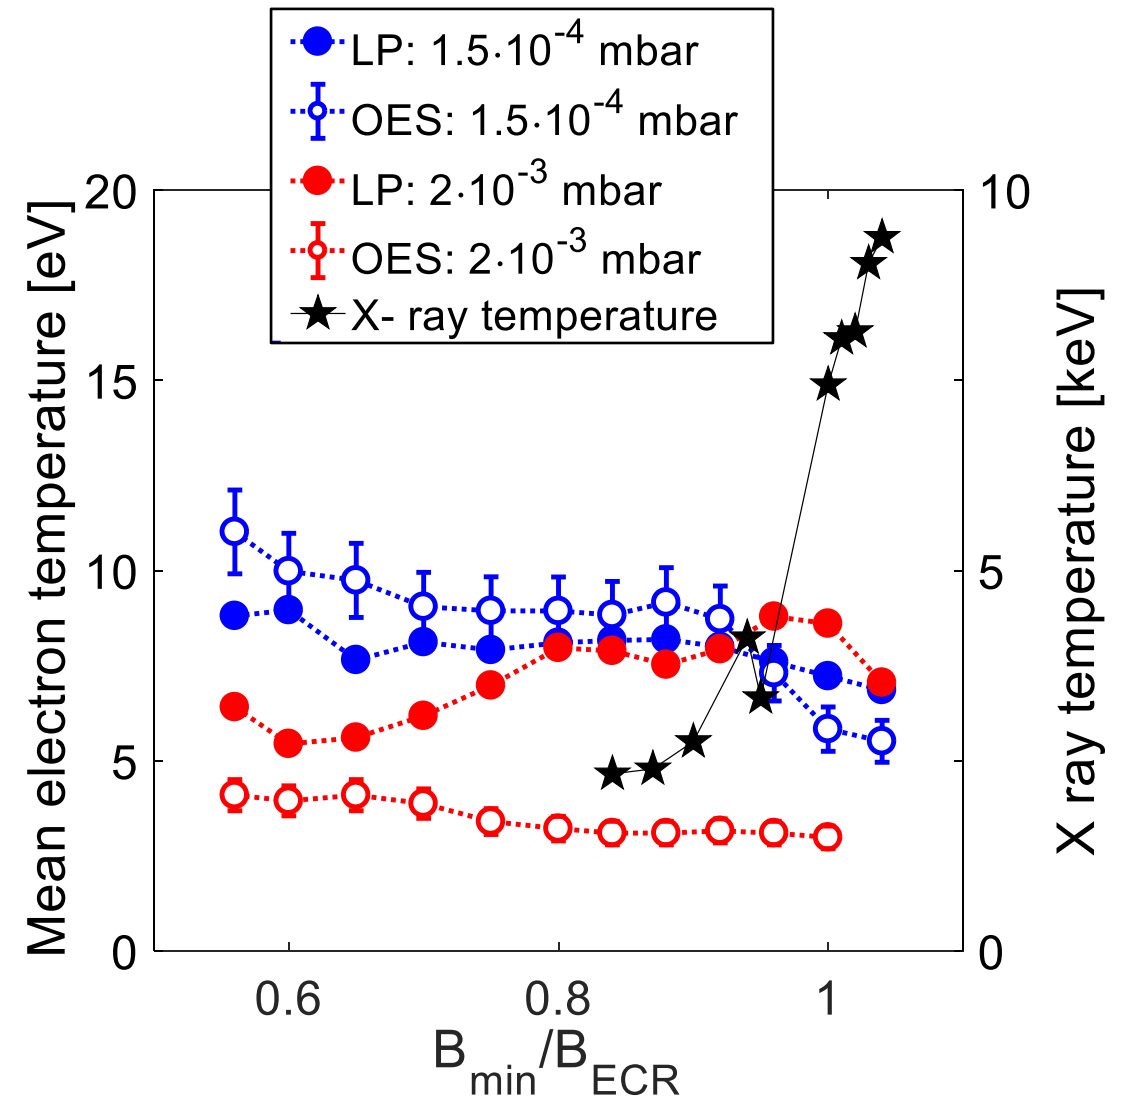 LP: 1.5·10-4 mbar
OES: 1.5·10-4 mbar
LP: 2·10-3 mbar
OES: 2·10-3 mbar
X- ray temperature
Mean electron temperature [eV]
20
15
10
5
0
10
5
0
X ray temperature [keV]
0.6
0.8
1
Bmin/BECR